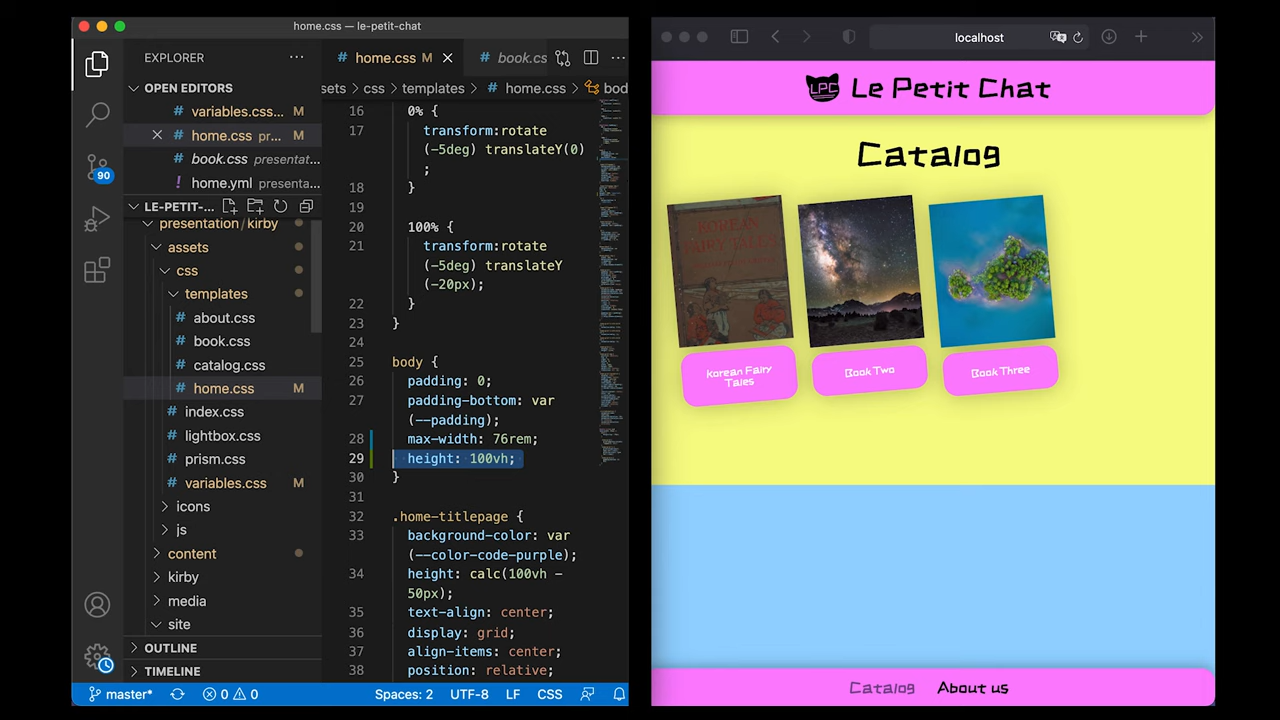 home.css — le-petit-chat
EXPLORER
OPEN EDITORS
# variables.css... M
# home.css pr... M
# book.css presentat...
! home.yml presenta...
LE-PETIT-...
presentation/kirby
assets
css
templates
# about.css
# book.css
# catalog.css
# home.css M
# index.css
# lightbox.css
# prism.css
# variables.css M
icons
js
content
kirby
media
site
OUTLINE
TIMELINE
90
# home.css M
# book.cs
sets > css > templates > # home.css > bod
16 0% {
17 transform:rotate
(-5deg) translateY(0)
;
18 }
19
20 100% {
21 transform:rotate
(-5deg) translateY
(-20px);
22 }
23 }
24
25 body {
26 padding: 0;
27 padding-bottom: var
(--padding);
28 max-width: 76rem;
29 height: 100vh;
30 }
31
32 .home-titlepage {
33 background-color: var
(--color-code-purple);
34 height: calc(100vh -
50px);
35 text-align: center;
36 display: grid;
37 align-items: center;
38 position: relative;
master* 0 0 Spaces: 2 UTF-8 LF CSS
localhost
LPC
Le Petit Chat
Catalog
KOREAN
FAIRY TALES
Korean Fairy
Tales
Book Two
Book Three
Catalog About us